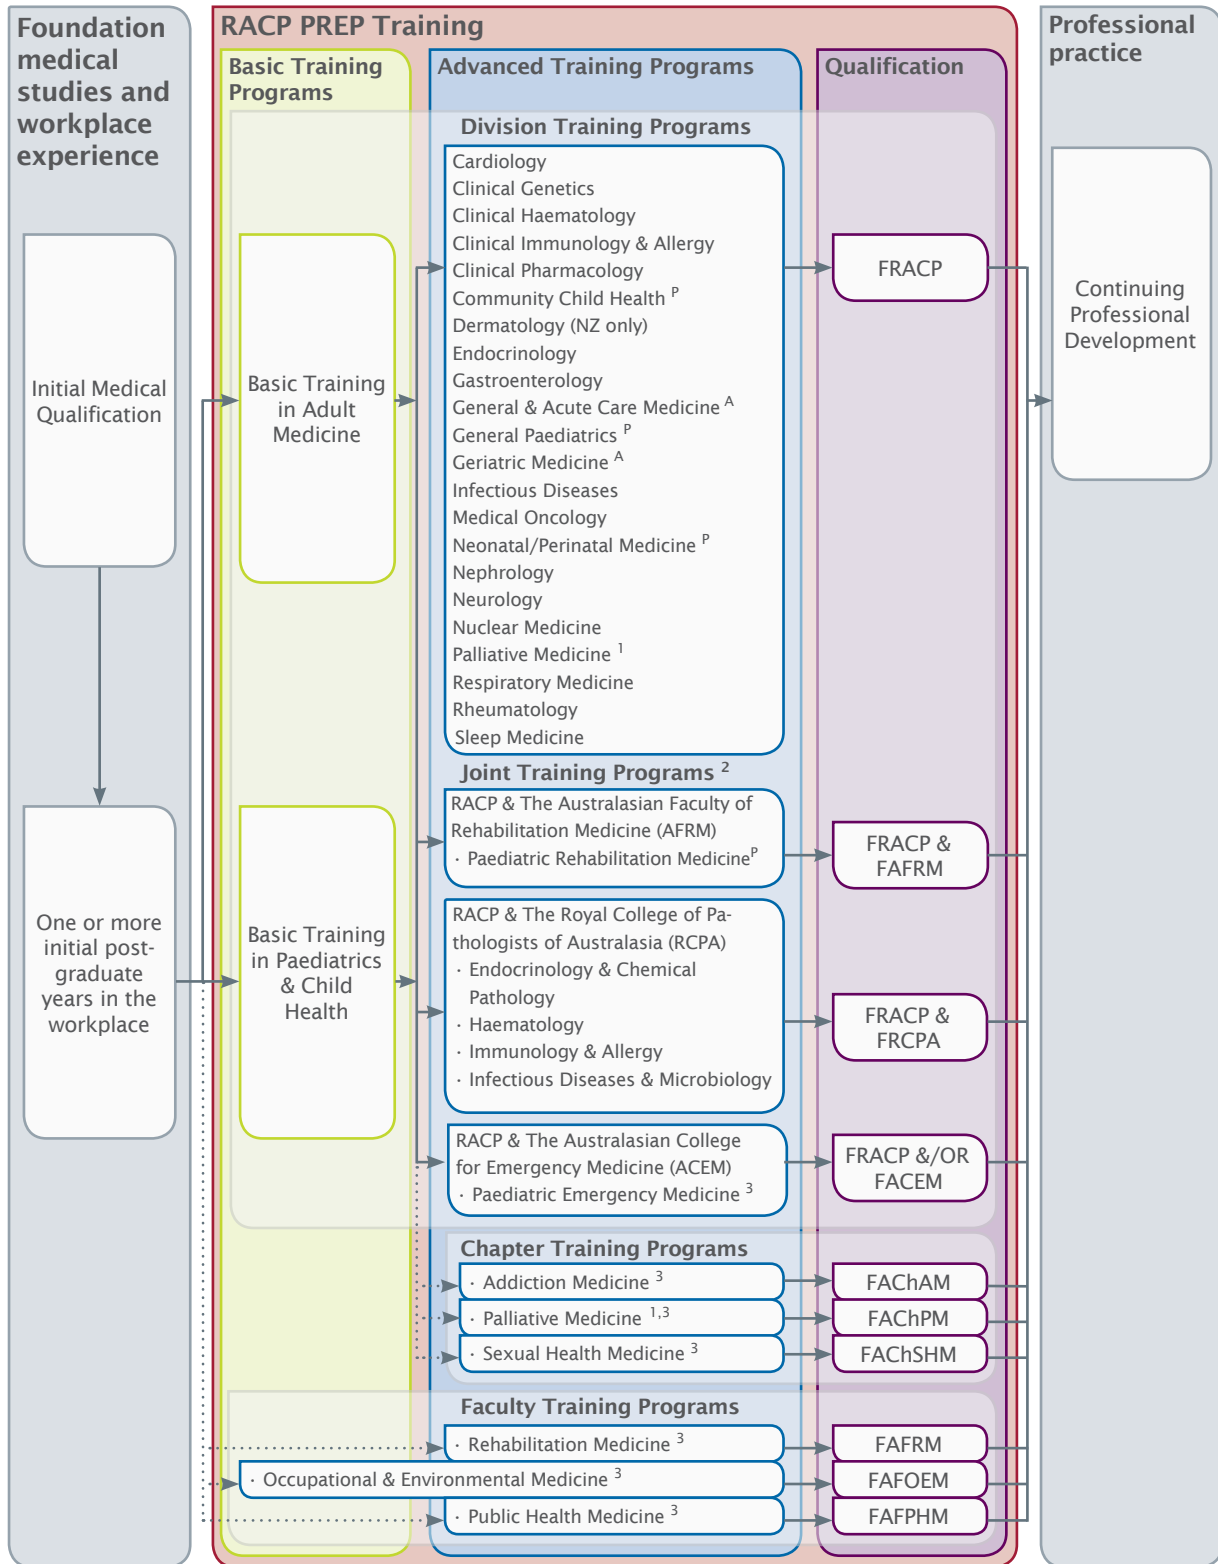 Foundation
medical
studies and
workplace
experience
Initial Medical
Qualification
One or more
initial post-
graduate
years in the
workplace
RACP PREP Training
Basic Training
Programs
Basic Training
in Adult
Medicine
Basic Training
in Paediatrics
& Child
Health
Advanced Training Programs
Division Training Programs
Cardiology
Clinical Genetics
Clinical Haematology
Clinical Immunology & Allergy
Clinical Pharmacology
Community Child Health P
Dermatology (NZ only)
Endocrinology
Gastroenterology
General & Acute Care Medicine A
General Paediatrics P
Geriatric Medicine A
Infectious Diseases
Medical Oncology
Neonatal/Perinatal Medicine P
Nephrology
Neurology
Nuclear Medicine
Palliative Medicine 1
Respiratory Medicine
Rheumatology
Sleep Medicine
Joint Training Programs 2
RACP & The Australasian Faculty of
Rehabilitation Medicine (AFRM)
· Paediatric Rehabilitation Medicine P
RACP & The Royal College of Pa-
thologists of Australasia (RCPA)
· Endocrinology & Chemical
Pathology
· Haematology
· Immunology & Allergy
· Infectious Diseases & Microbiology
RACP & The Australasian College
for Emergency Medicine (ACEM)
· Paediatric Emergency Medicine 3
Chapter Training Programs
· Addiction Medicine 3
· Palliative Medicine 1,3
· Sexual Health Medicine 3
Faculty Training Programs
· Rehabilitation Medicine 3
· Occupational & Environmental Medicine 3
· Public Health Medicine 3
Qualification
FRACP
FRACP &
FAFRM
FRACP &
FRCPA
FRACP &/OR
FACEM
FAChAM
FAChPM
FAChSHM
FAFRM
FAFOEM
FAFPHM
Professional
practice
Continuing
Professional
Development